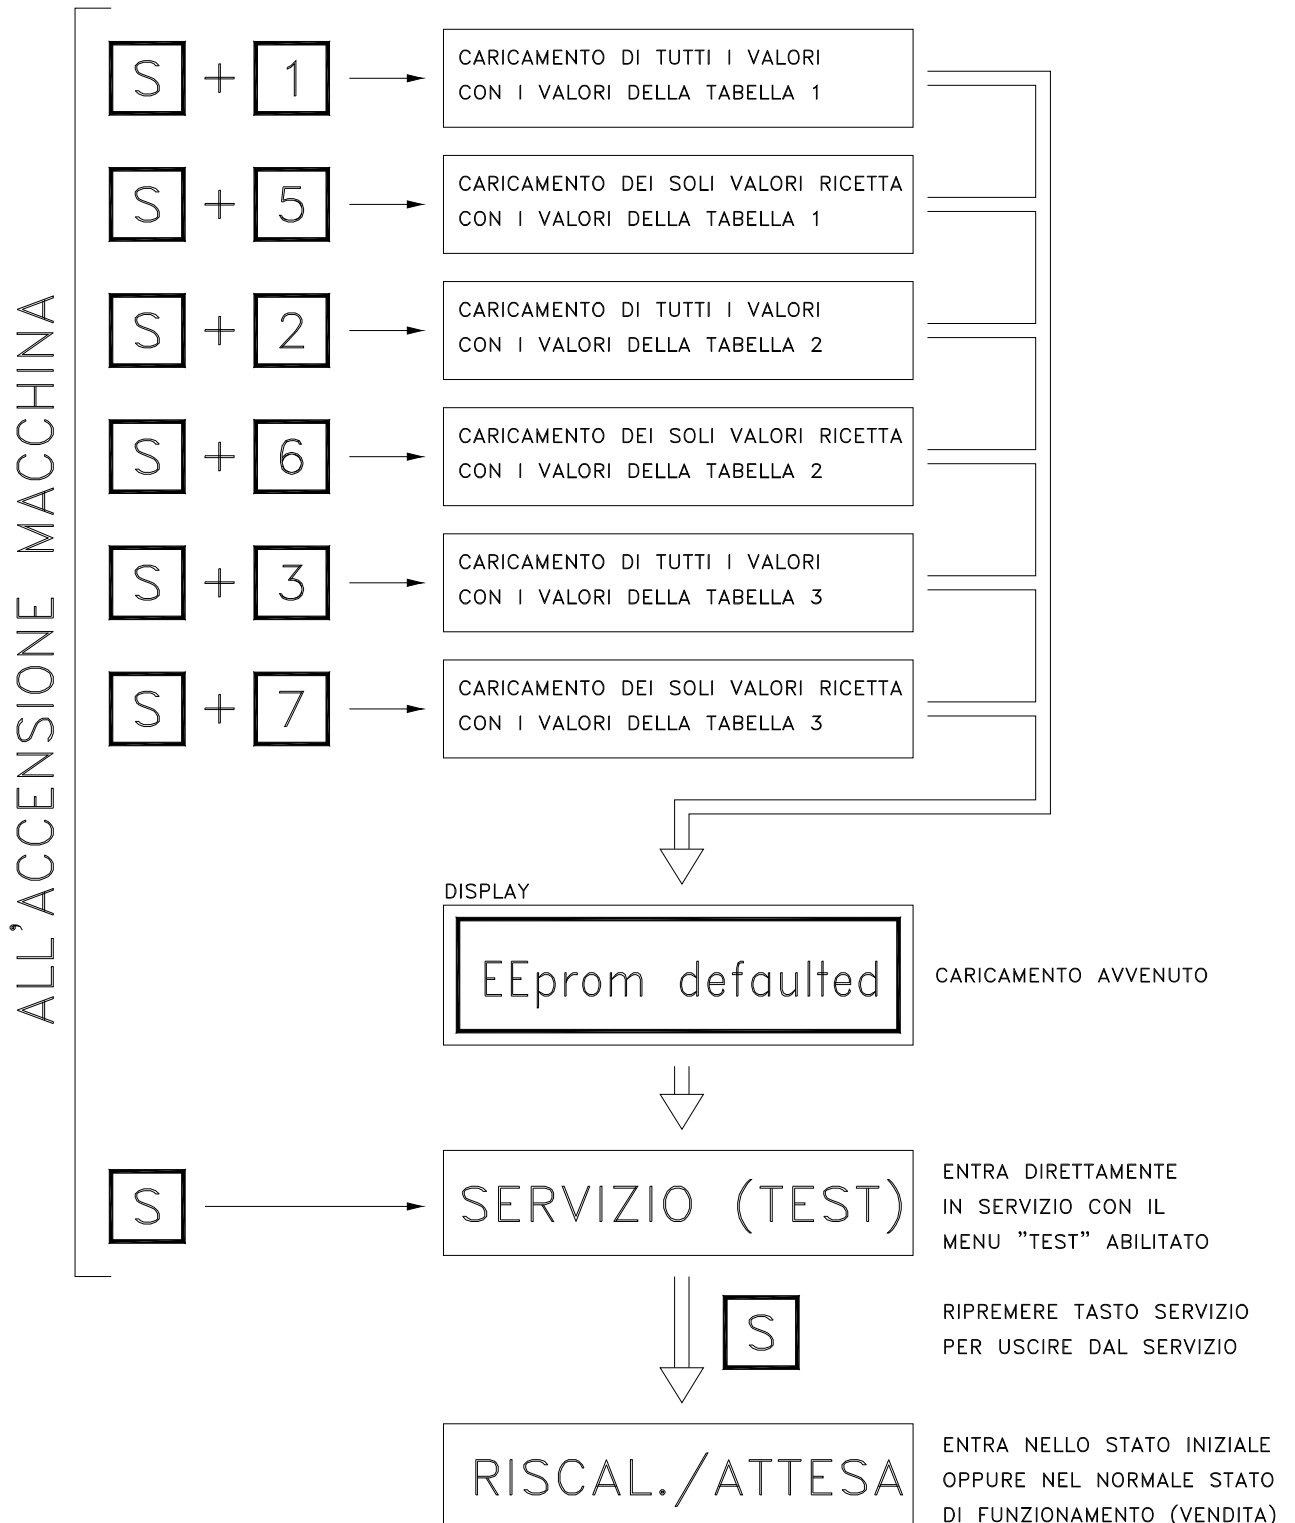 ALL'ACCENSIONE MACCHINA
S + 1
CARICAMENTO DI TUTTI I VALORI
CON I VALORI DELLA TABELLA 1
S + 5
CARICAMENTO DEI SOLI VALORI RICETTA
CON I VALORI DELLA TABELLA 1
S + 2
CARICAMENTO DI TUTTI I VALORI
CON I VALORI DELLA TABELLA 2
S + 6
CARICAMENTO DEI SOLI VALORI RICETTA
CON I VALORI DELLA TABELLA 2
S + 3
CARICAMENTO DI TUTTI I VALORI
CON I VALORI DELLA TABELLA 3
S + 7
CARICAMENTO DEI SOLI VALORI RICETTA
CON I VALORI DELLA TABELLA 3
DISPLAY
EEprom defaulted
CARICAMENTO AVVENUTO
S
SERVIZIO (TEST)
ENTRA DIRETTAMENTE
IN SERVIZIO CON IL
MENU "TEST" ABILITATO
S
RIPREMERE TASTO SERVIZIO
PER USCIRE DAL SERVIZIO
RISCAL./ATTESA
ENTRA NELLO STATO INIZIALE
OPPURE NEL NORMALE STATO
DI FUNZIONAMENTO (VENDITA)